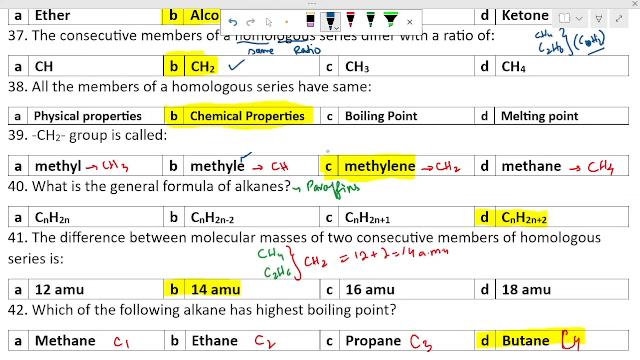 a Ether b Alco d Ketone
37. The consecutive members of a homologous series differ with a ratio of:
same Ratio
CH4
C2H6
a CH b CH2 c CH3 d CH4
38. All the members of a homologous series have same:
a Physical properties b Chemical Properties c Boiling Point d Melting point
39. -CH2- group is called:
a methyl → CH3 b methyle → CH c methylene → CH2 d methane → CH4
40. What is the general formula of alkanes? → Paraffins
a CnH2n b CnH2n-2 c CnH2n+1 d CnH2n+2
41. The difference between molecular masses of two consecutive members of homologous
series is: CH4
C2H6 } CH2 = 12 + 2 = 14 a.m.u
a 12 amu b 14 amu c 16 amu d 18 amu
42. Which of the following alkane has highest boiling point?
a Methane C1 b Ethane C2 c Propane C3 d Butane C4